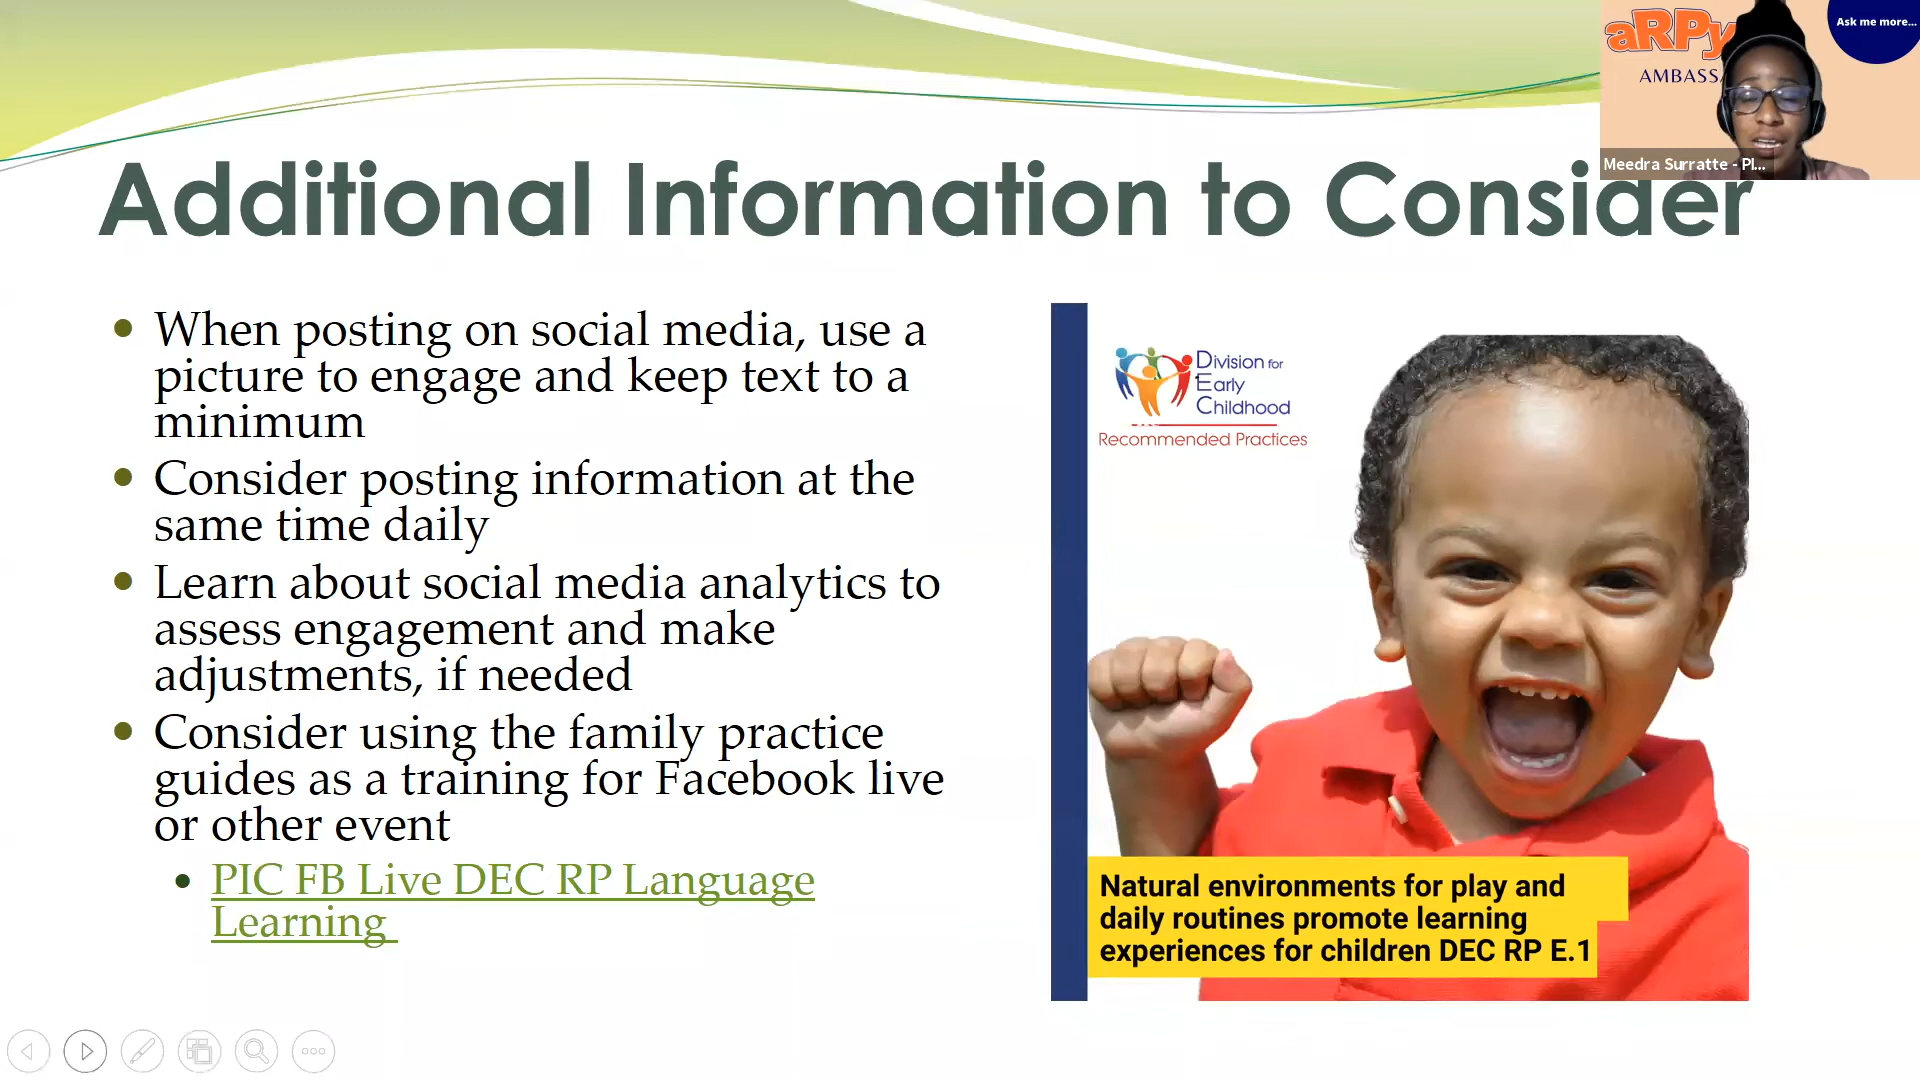 aRPy
AMBASS
Ask me more...
Meedra Surratte - Pl...
Additional Information to Consider
When posting on social media, use a
picture to engage and keep text to a
minimum
Consider posting information at the
same time daily
Learn about social media analytics to
assess engagement and make
adjustments, if needed
Consider using the family practice
guides as a training for Facebook live
or other event
PIC FB Live DEC RP Language
Learning
Division for
Early
Childhood
Recommended Practices
Natural environments for play and
daily routines promote learning
experiences for children DEC RP E.1